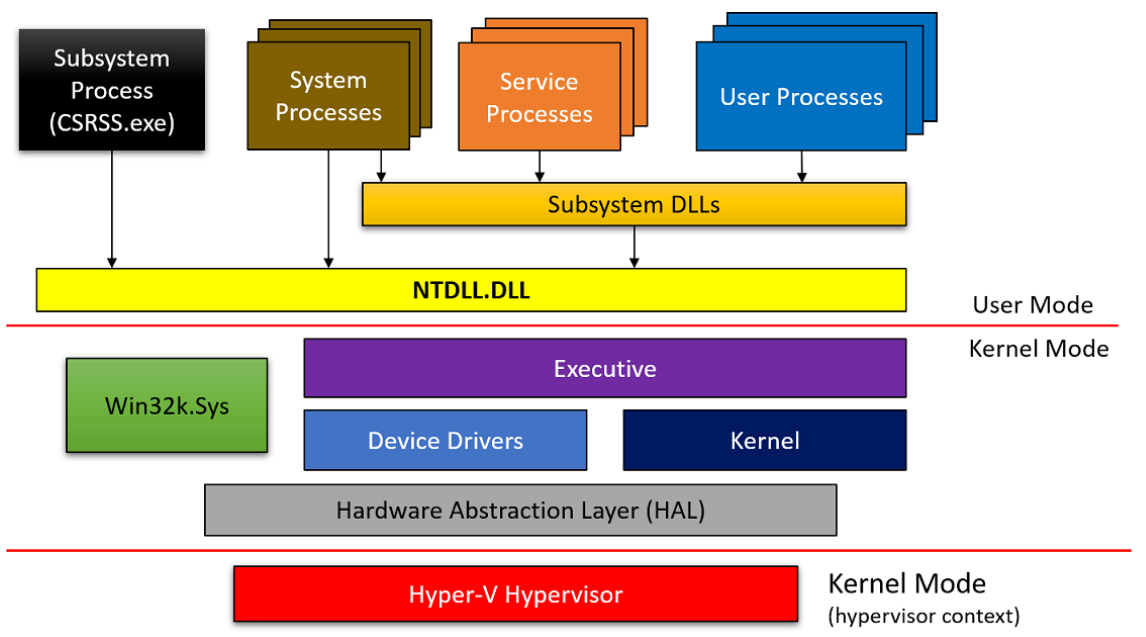 Subsystem
Process
(CSRSS.exe)
System
Processes
Service
Processes
User Processes
Subsystem DLLs
NTDLL.DLL
User Mode
Kernel Mode
Executive
Win32k.Sys
Device Drivers
Kernel
Hardware Abstraction Layer (HAL)
Hyper-V Hypervisor
Kernel Mode
(hypervisor context)